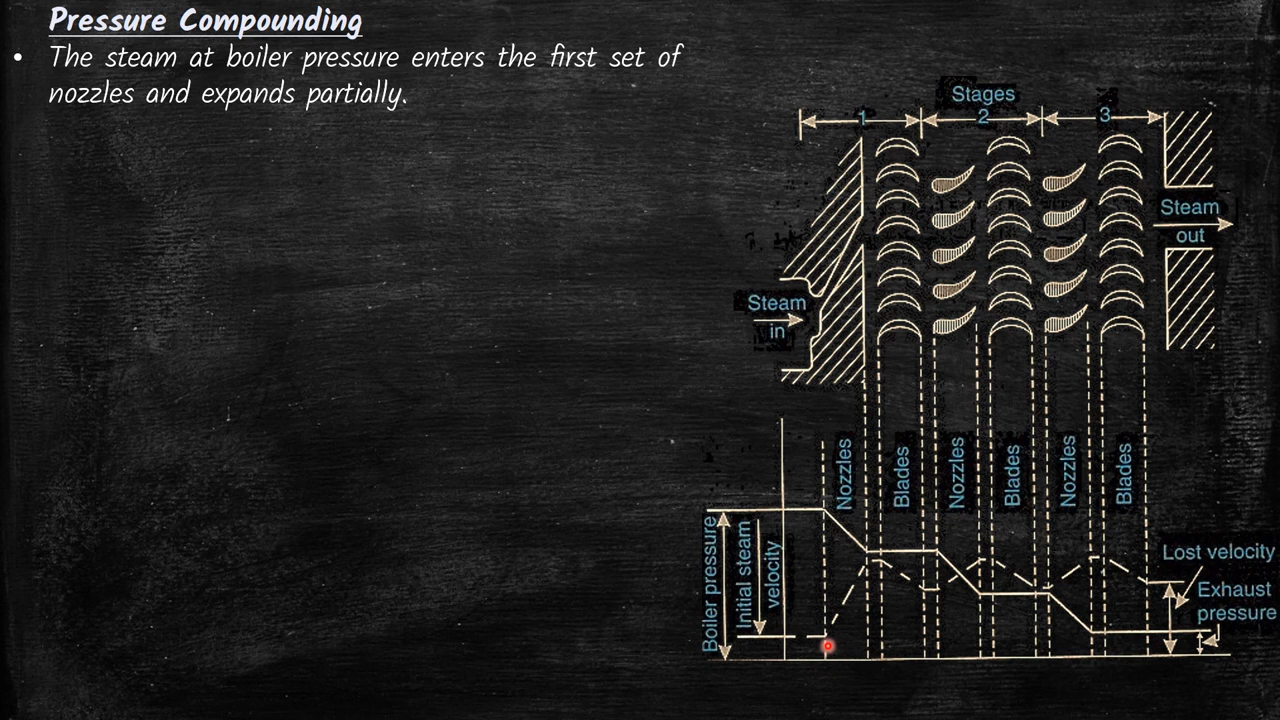 Pressure Compounding
• The steam at boiler pressure enters the first set of
nozzles and expands partially.
Stages
1 2 3
Steam
out
Steam
in
Nozzles
Blades
Nozzles
Blades
Nozzles
Blades
Boiler pressure
Initial steam
velocity
Lost velocity
Exhaust
pressure